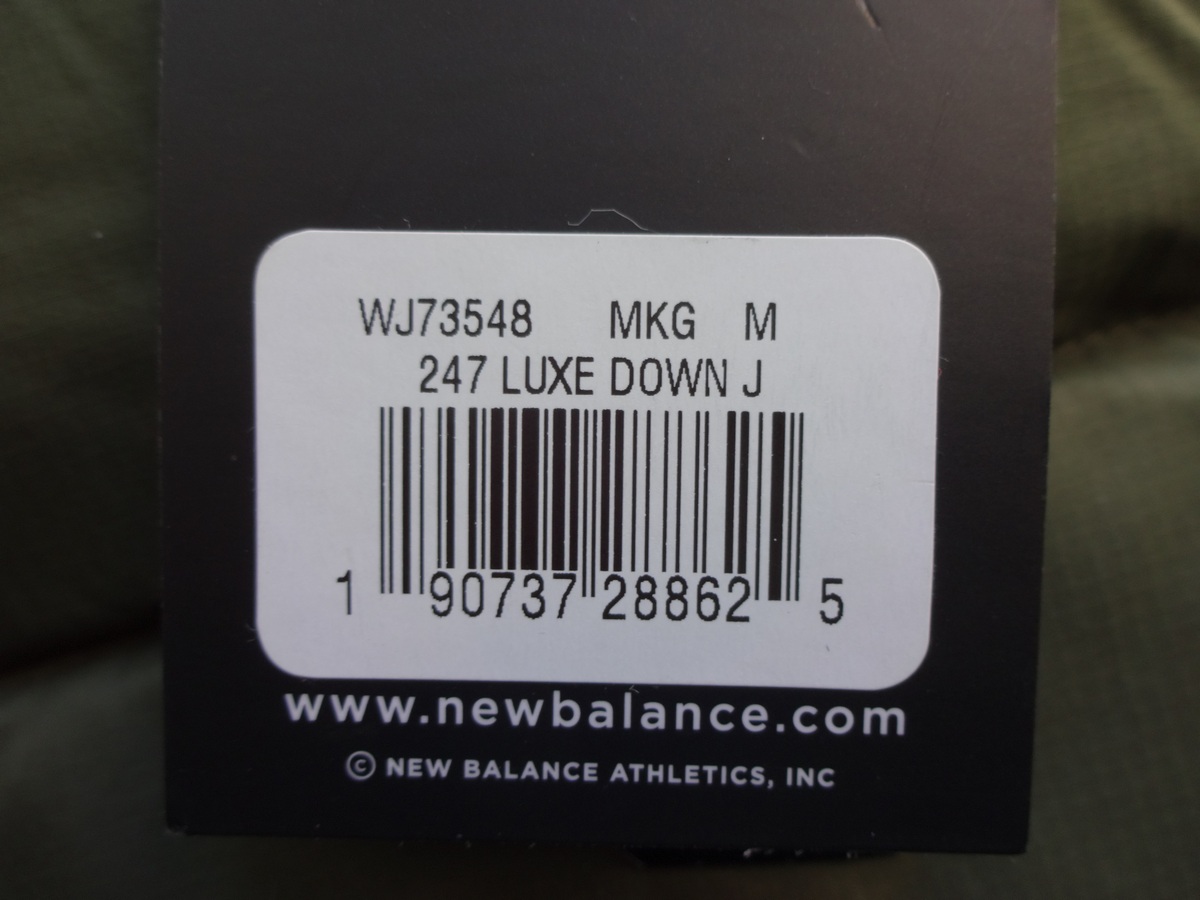 WJ73548 MKG M
247 LUXE DOWN J
1 90737 28862 5
www.newbalance.com
© NEW BALANCE ATHLETICS, INC